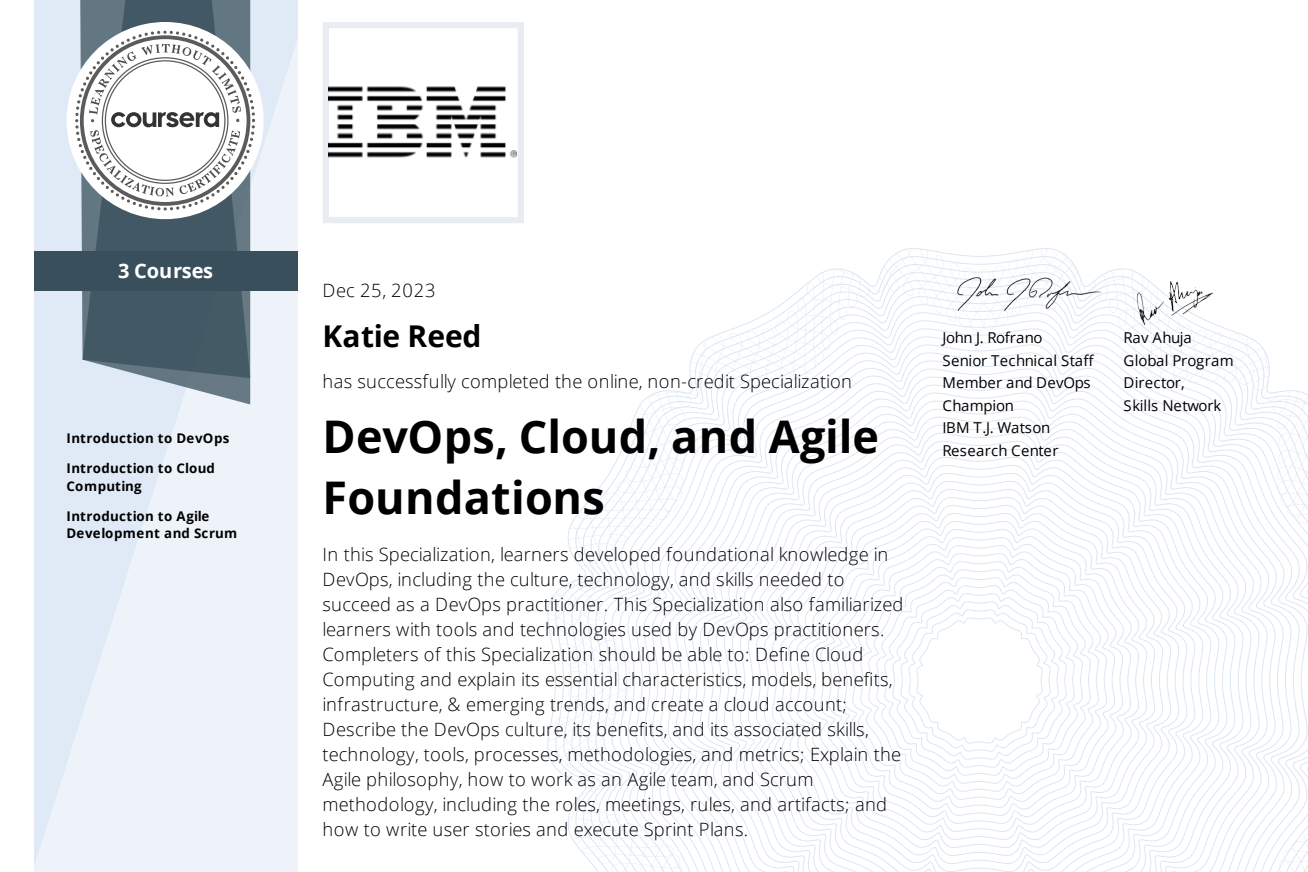 LEARNING WITHOUT LIMITS
coursera
SPECIALIZATION CERTIFICATE
3 Courses
Introduction to DevOps
Introduction to Cloud
Computing
Introduction to Agile
Development and Scrum
IBM
Dec 25, 2023
Katie Reed
has successfully completed the online, non-credit Specialization
DevOps, Cloud, and Agile
Foundations
In this Specialization, learners developed foundational knowledge in
DevOps, including the culture, technology, and skills needed to
succeed as a DevOps practitioner. This Specialization also familiarized
learners with tools and technologies used by DevOps practitioners.
Completers of this Specialization should be able to: Define Cloud
Computing and explain its essential characteristics, models, benefits,
infrastructure, & emerging trends, and create a cloud account;
Describe the DevOps culture, its benefits, and its associated skills,
technology, tools, processes, methodologies, and metrics; Explain the
Agile philosophy, how to work as an Agile team, and Scrum
methodology, including the roles, meetings, rules, and artifacts; and
how to write user stories and execute Sprint Plans.
John J. Rofrano
John J. Rofrano
Senior Technical Staff
Member and DevOps
Champion
IBM T.J. Watson
Research Center
Rav Ahuja
Rav Ahuja
Global Program
Director,
Skills Network